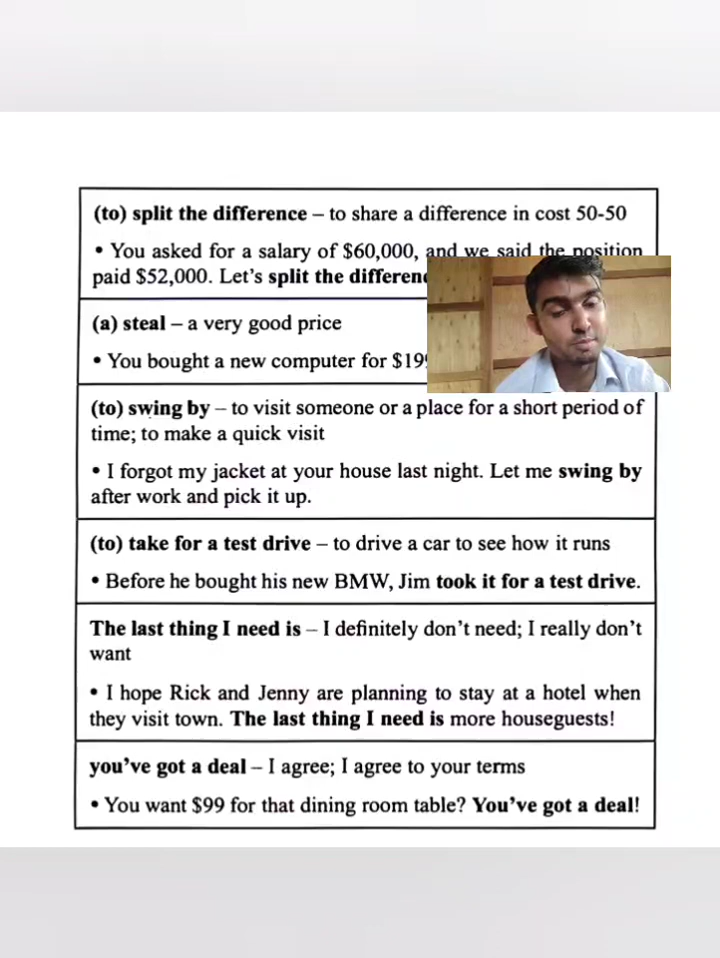 (to) split the difference – to share a difference in cost 50-50
• You asked for a salary of $60,000, and we said the position
paid $52,000. Let's split the
(a) steal – a very good price
• You bought a new computer for
(to) swing by – to visit someone or a place for a short period of
time; to make a quick visit
• I forgot my jacket at your house last night. Let me swing by
after work and pick it up.
(to) take for a test drive – to drive a car to see how it runs
• Before he bought his new BMW, Jim took it for a test drive.
The last thing I need is – I definitely don't need; I really don't
want
• I hope Rick and Jenny are planning to stay at a hotel when
they visit town. The last thing I need is more houseguests!
you've got a deal – I agree; I agree to your terms
• You want $99 for that dining room table? You've got a deal!